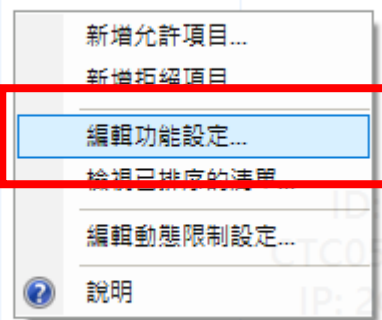 新增允許項目...
新增拒絕項目
編輯功能設定...
檢視已排序的清單...
ID:
編輯動態限制設定...
CTC05
說明
IP: 2